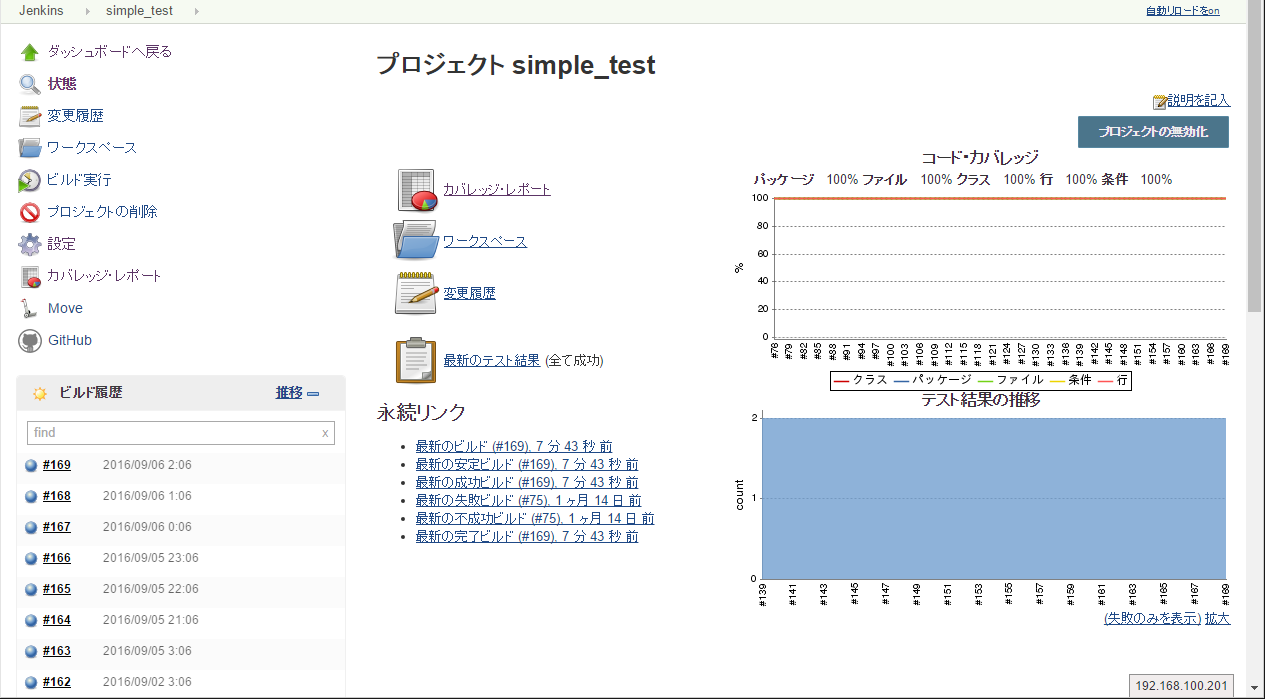 Jenkins simple_test 自動リロードをon
ダッシュボードへ戻る
状態
変更履歴
ワークスペース
ビルド実行
プロジェクトの削除
設定
カバレッジ・レポート
Move
GitHub
ビルド履歴 推移
find x
#169 2016/09/06 2:06
#168 2016/09/06 1:06
#167 2016/09/06 0:06
#166 2016/09/05 23:06
#165 2016/09/05 22:06
#164 2016/09/05 21:06
#163 2016/09/05 3:06
#162 2016/09/02 3:06
プロジェクト simple_test
説明を記入
プロジェクトの無効化
カバレッジ・レポート
ワークスペース
変更履歴
最新のテスト結果 (全て成功)
永続リンク
最新のビルド (#169), 7 分 43 秒 前
最新の安定ビルド (#169), 7 分 43 秒 前
最新の成功ビルド (#169), 7 分 43 秒 前
最新の失敗ビルド (#75), 1 ヶ月 14 日 前
最新の不成功ビルド (#75), 1 ヶ月 14 日 前
最新の完了ビルド (#169), 7 分 43 秒 前
コード・カバレッジ
パッケージ 100% ファイル 100% クラス 100% 行 100% 条件 100%
100
80
60
40
20
0
%
#76 #79 #82 #85 #88 #91 #94 #97 #100 #103 #106 #109 #112 #115 #118 #121 #124 #127 #130 #133 #136 #139 #142 #145 #148 #151 #154 #157 #160 #163 #166 #169
クラス パッケージ ファイル 条件 行
テスト結果の推移
2
1
0
count
#139 #141 #143 #145 #147 #149 #151 #153 #155 #157 #159 #161 #163 #165 #167 #169
(失敗のみを表示) 拡大
192.168.100.201